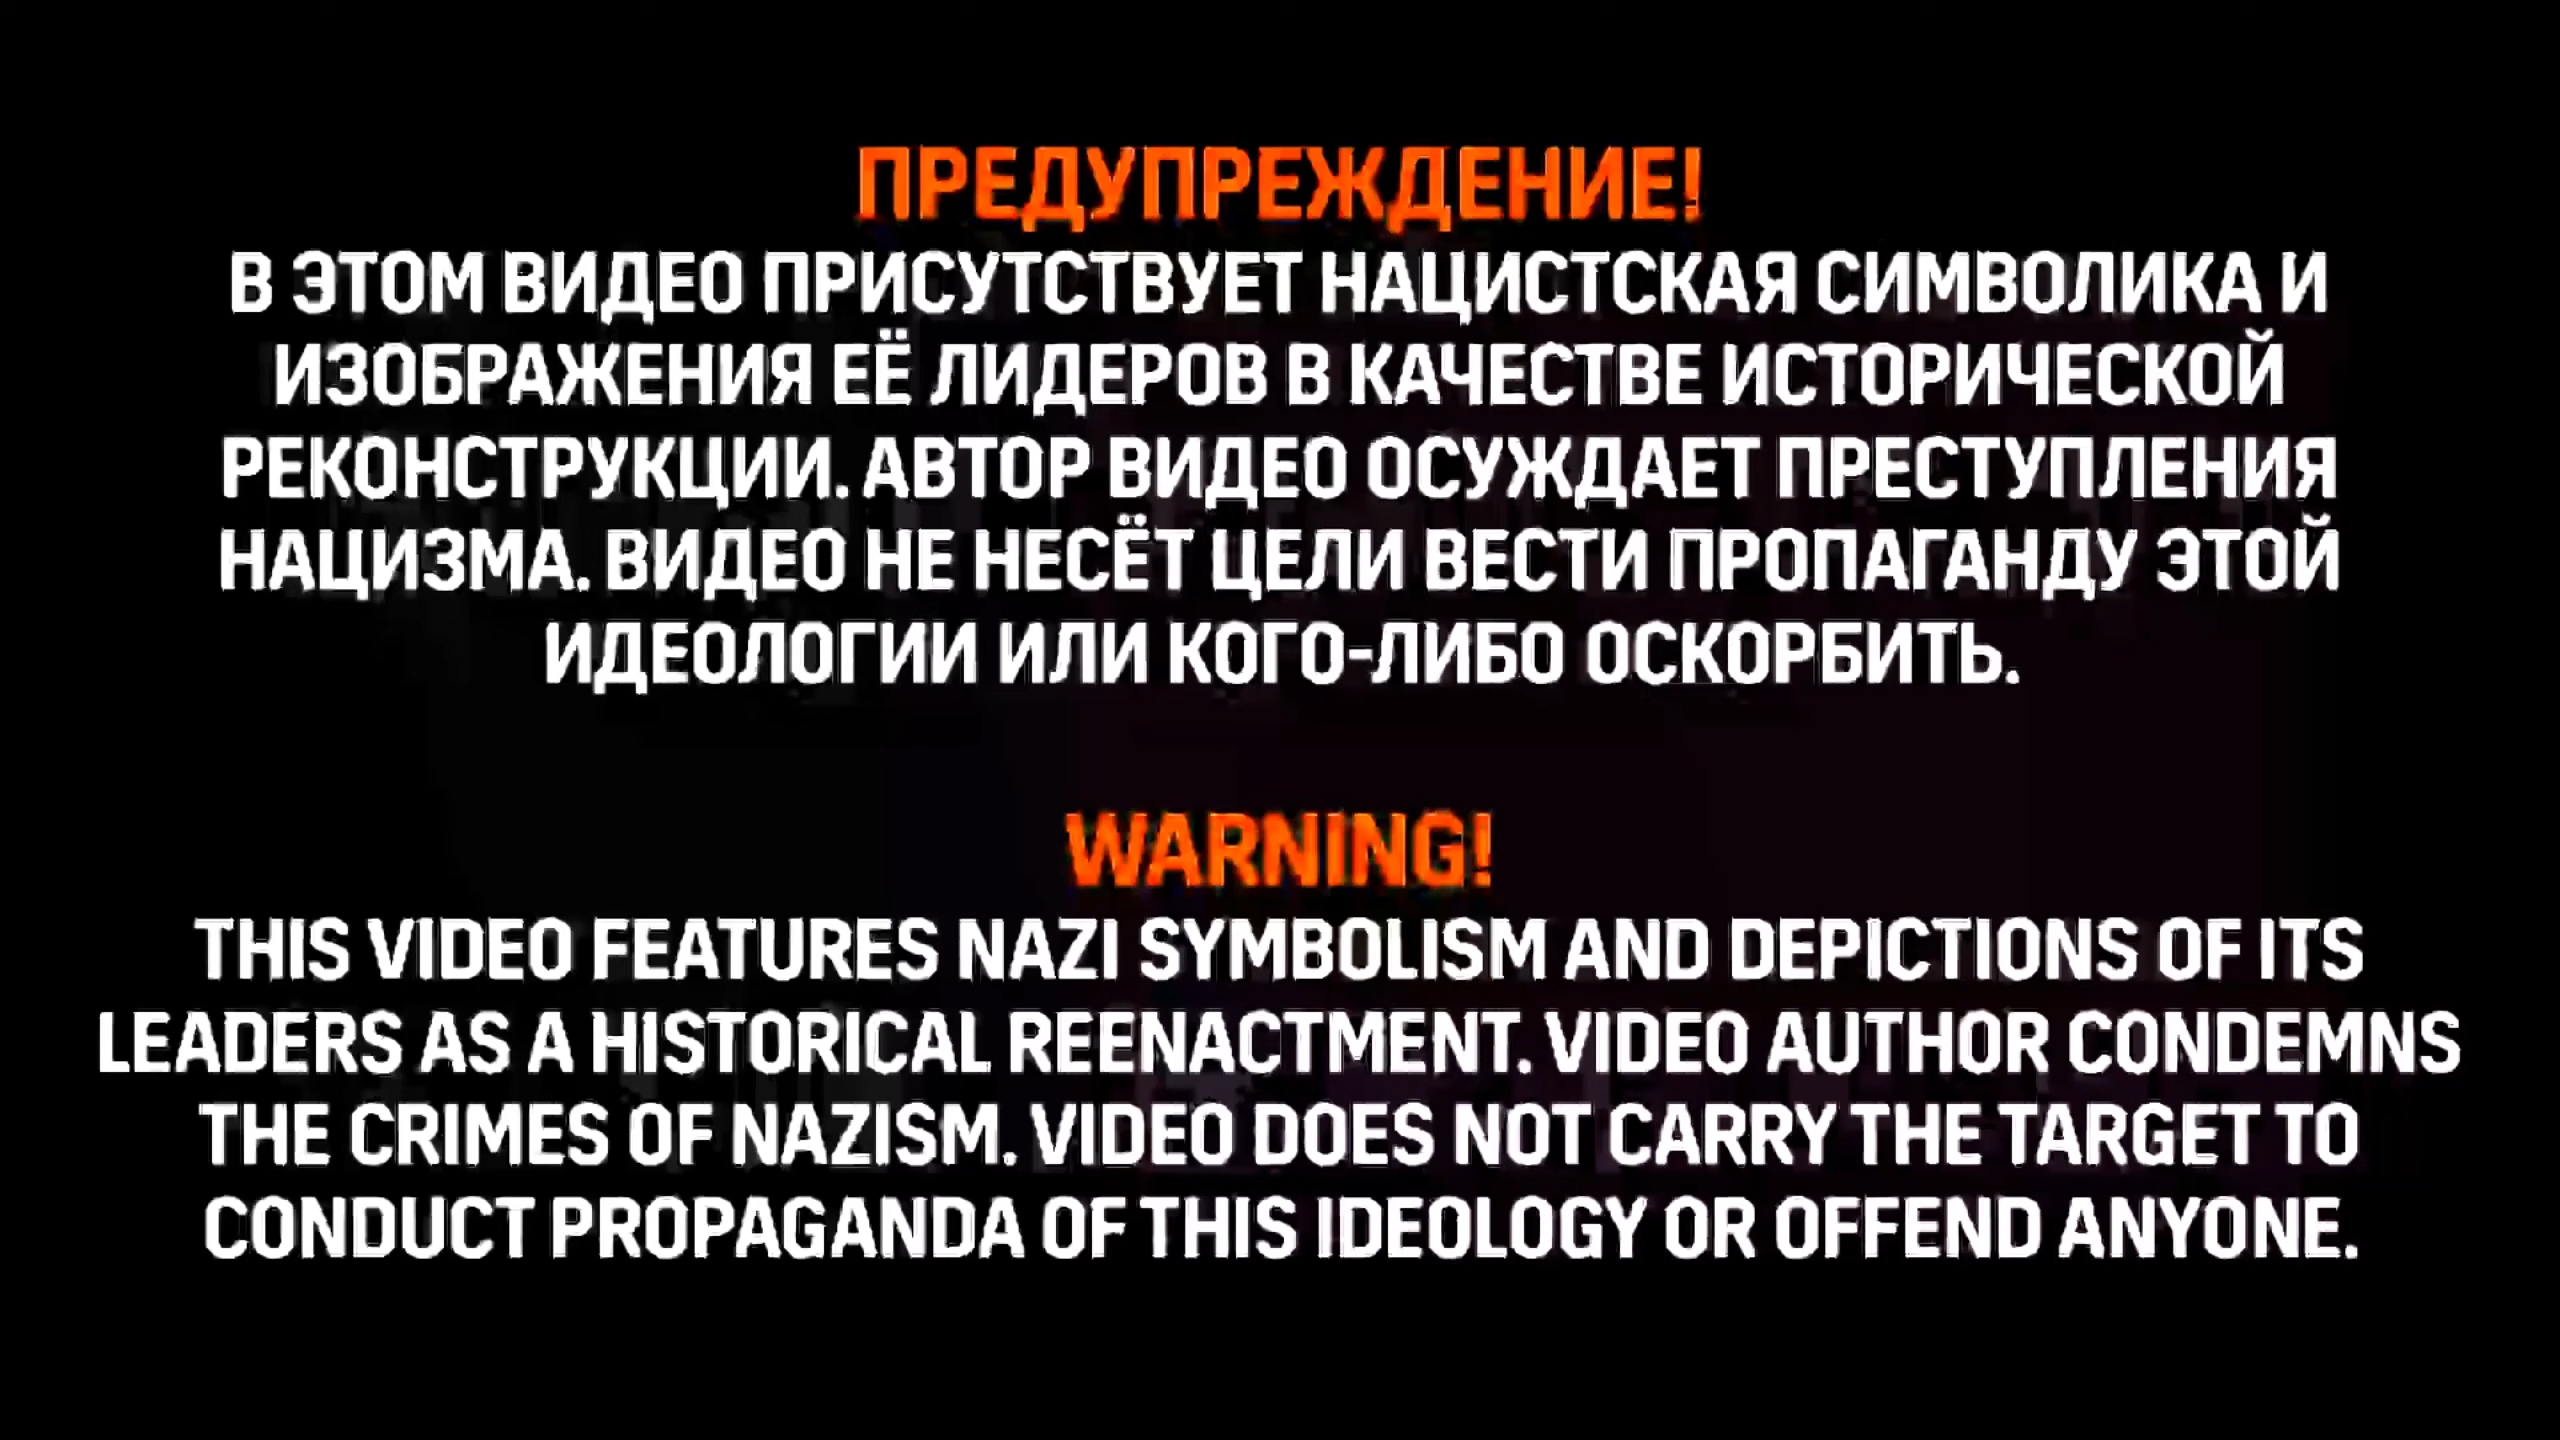 ПРЕДУПРЕЖДЕНИЕ!
В ЭТОМ ВИДЕО ПРИСУТСТВУЕТ НАЦИСТСКАЯ СИМВОЛИКА И
ИЗОБРАЖЕНИЯ ЕЁ ЛИДЕРОВ В КАЧЕСТВЕ ИСТОРИЧЕСКОЙ
РЕКОНСТРУКЦИИ. АВТОР ВИДЕО ОСУЖДАЕТ ПРЕСТУПЛЕНИЯ
НАЦИЗМА. ВИДЕО НЕ НЕСЁТ ЦЕЛИ ВЕСТИ ПРОПАГАНДУ ЭТОЙ
ИДЕОЛОГИИ ИЛИ КОГО-ЛИБО ОСКОРБИТЬ.
WARNING!
THIS VIDEO FEATURES NAZI SYMBOLISM AND DEPICTIONS OF ITS
LEADERS AS A HISTORICAL REENACTMENT. VIDEO AUTHOR CONDEMNS
THE CRIMES OF NAZISM. VIDEO DOES NOT CARRY THE TARGET TO
CONDUCT PROPAGANDA OF THIS IDEOLOGY OR OFFEND ANYONE.